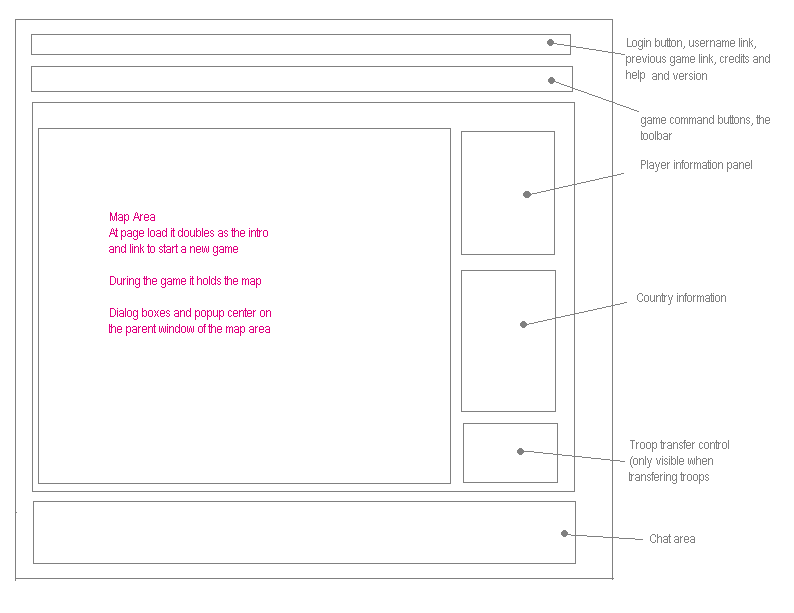 Login button, username link,
previous game link, credits and
help and version
game command buttons, the
toolbar
Player information panel
Map Area
At page load it doubles as the intro
and link to start a new game
During the game it holds the map
Dialog boxes and popup center on
the parent window of the map area
Country information
Troop transfer control
(only visible when
transfering troops
Chat area